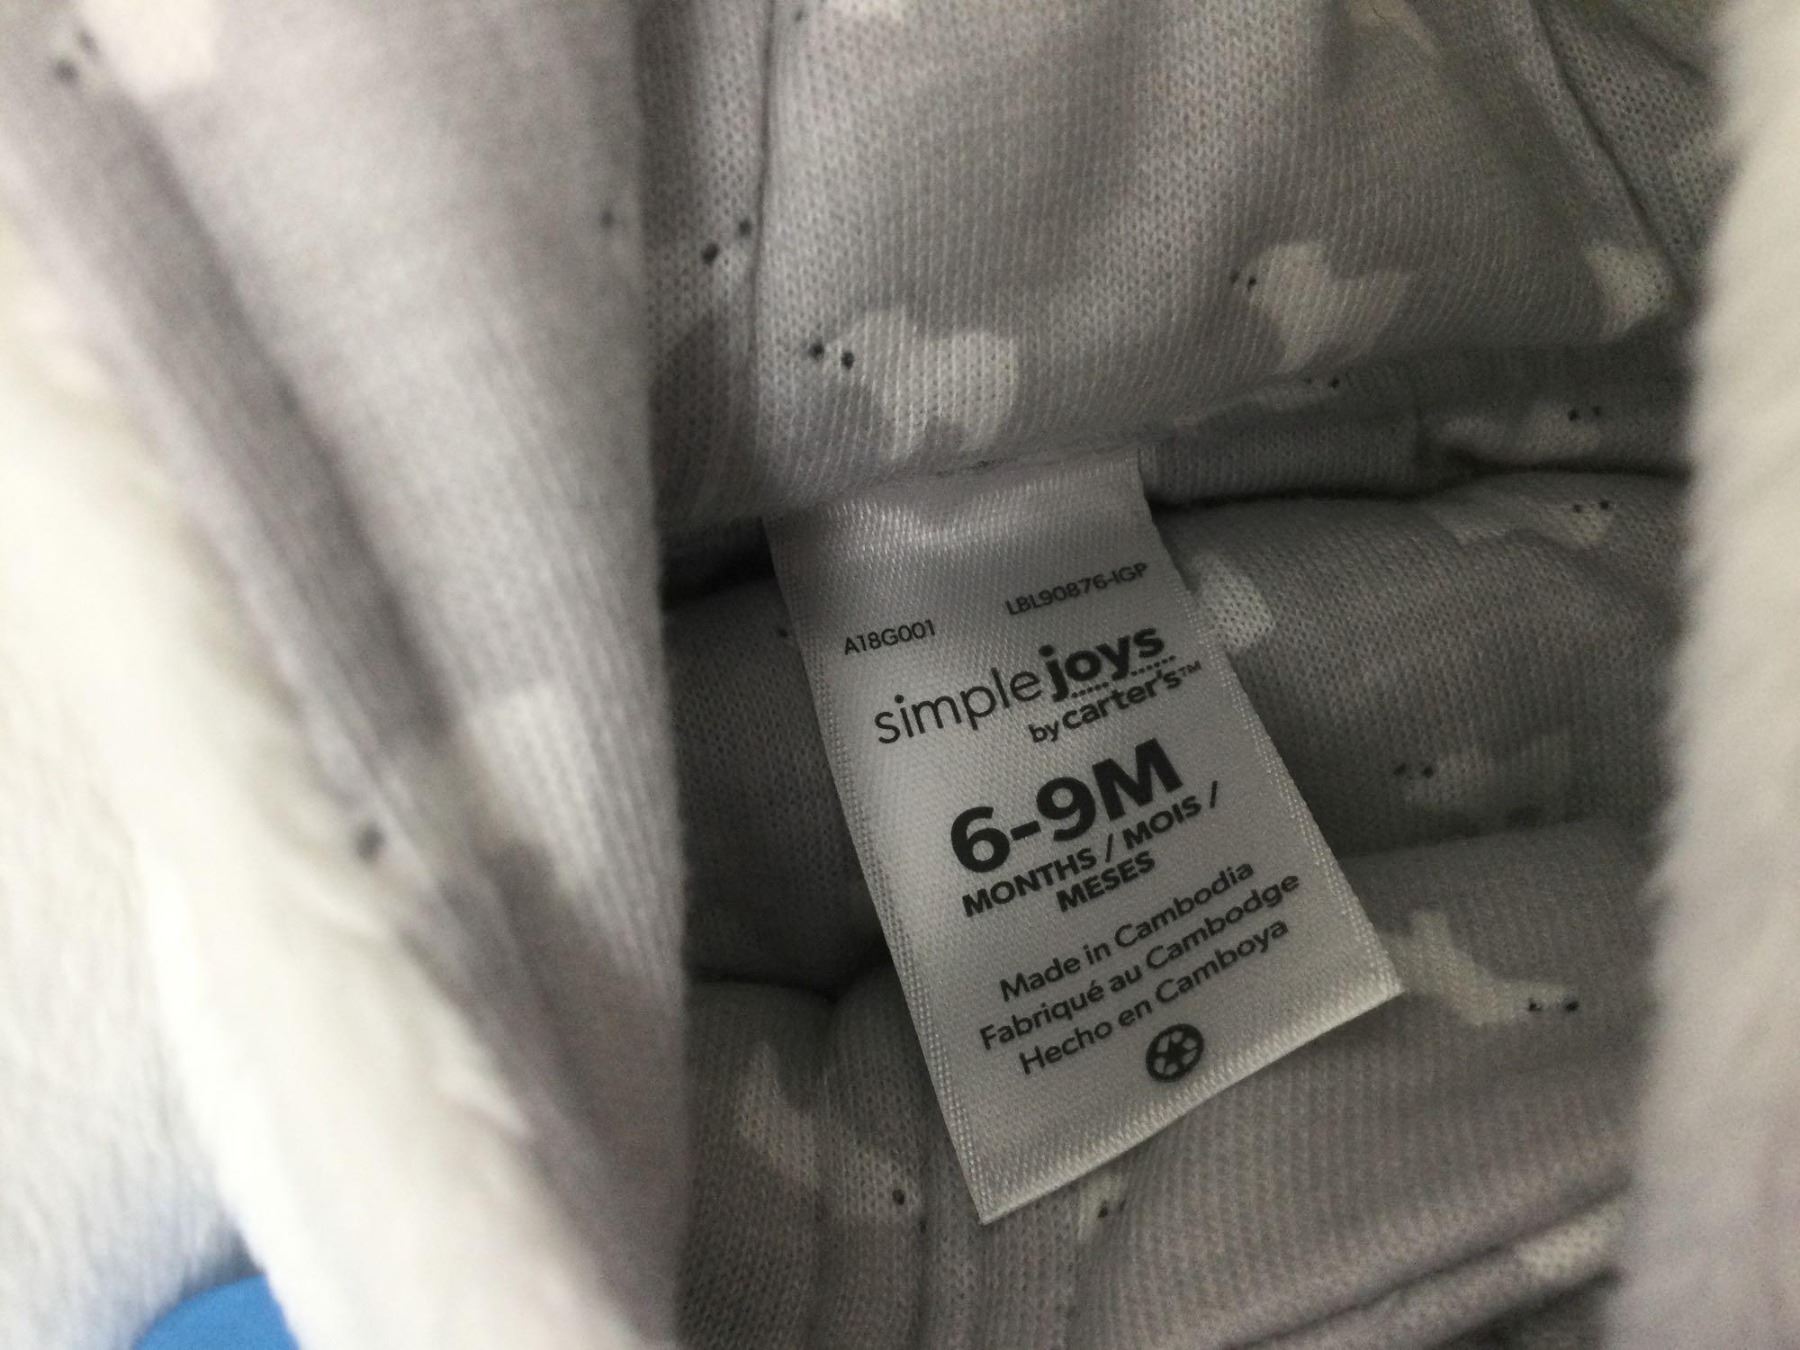 A18G001 LBL90876-IGP
simple joys
by carter's™
6-9M
MONTHS / MOIS /
MESES
Made in Cambodia
Fabriqué au Cambodge
Hecho en Camboya